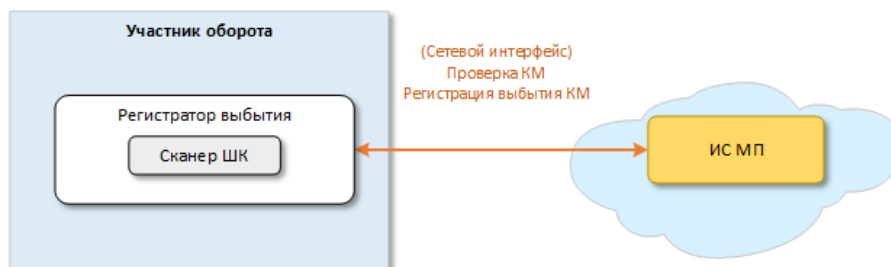 Участник оборота
(Сетевой интерфейс)
Проверка КМ
Регистрация выбытия КМ
Регистратор выбытия
Сканер ШК
ИС МП